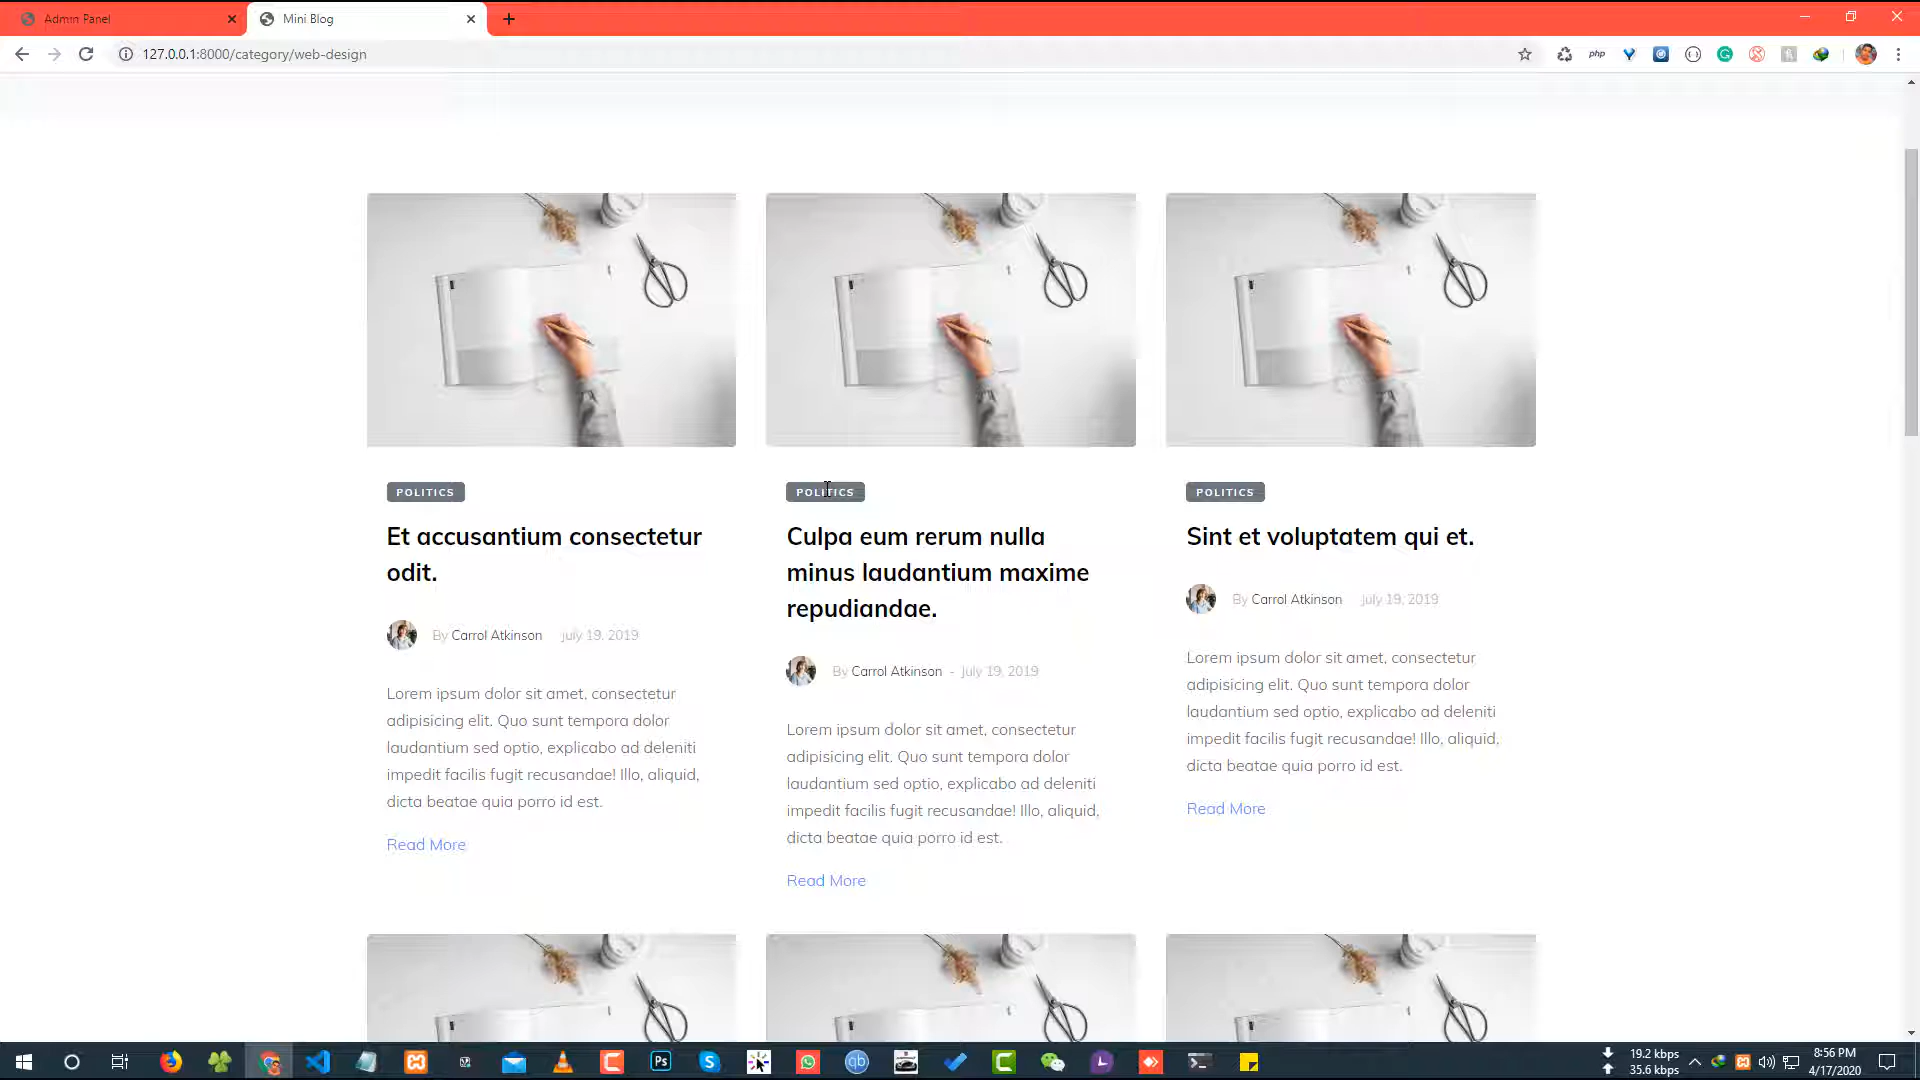 Admin Panel
Mini Blog
127.0.0.1:8000/category/web-design
php
POLITICS
Et accusantium consectetur
odit.
By Carrol Atkinson July 19, 2019
Lorem ipsum dolor sit amet, consectetur
adipisicing elit. Quo sunt tempora dolor
laudantium sed optio, explicabo ad deleniti
impedit facilis fugit recusandae! Illo, aliquid,
dicta beatae quia porro id est.
Read More
POLITICS
Culpa eum rerum nulla
minus laudantium maxime
repudiandae.
By Carrol Atkinson - July 19, 2019
Lorem ipsum dolor sit amet, consectetur
adipisicing elit. Quo sunt tempora dolor
laudantium sed optio, explicabo ad deleniti
impedit facilis fugit recusandae! Illo, aliquid,
dicta beatae quia porro id est.
Read More
POLITICS
Sint et voluptatem qui et.
By Carrol Atkinson July 19, 2019
Lorem ipsum dolor sit amet, consectetur
adipisicing elit. Quo sunt tempora dolor
laudantium sed optio, explicabo ad deleniti
impedit facilis fugit recusandae! Illo, aliquid,
dicta beatae quia porro id est.
Read More
Ps
qb
19.2 kbps
35.6 kbps
8:56 PM
4/17/2020